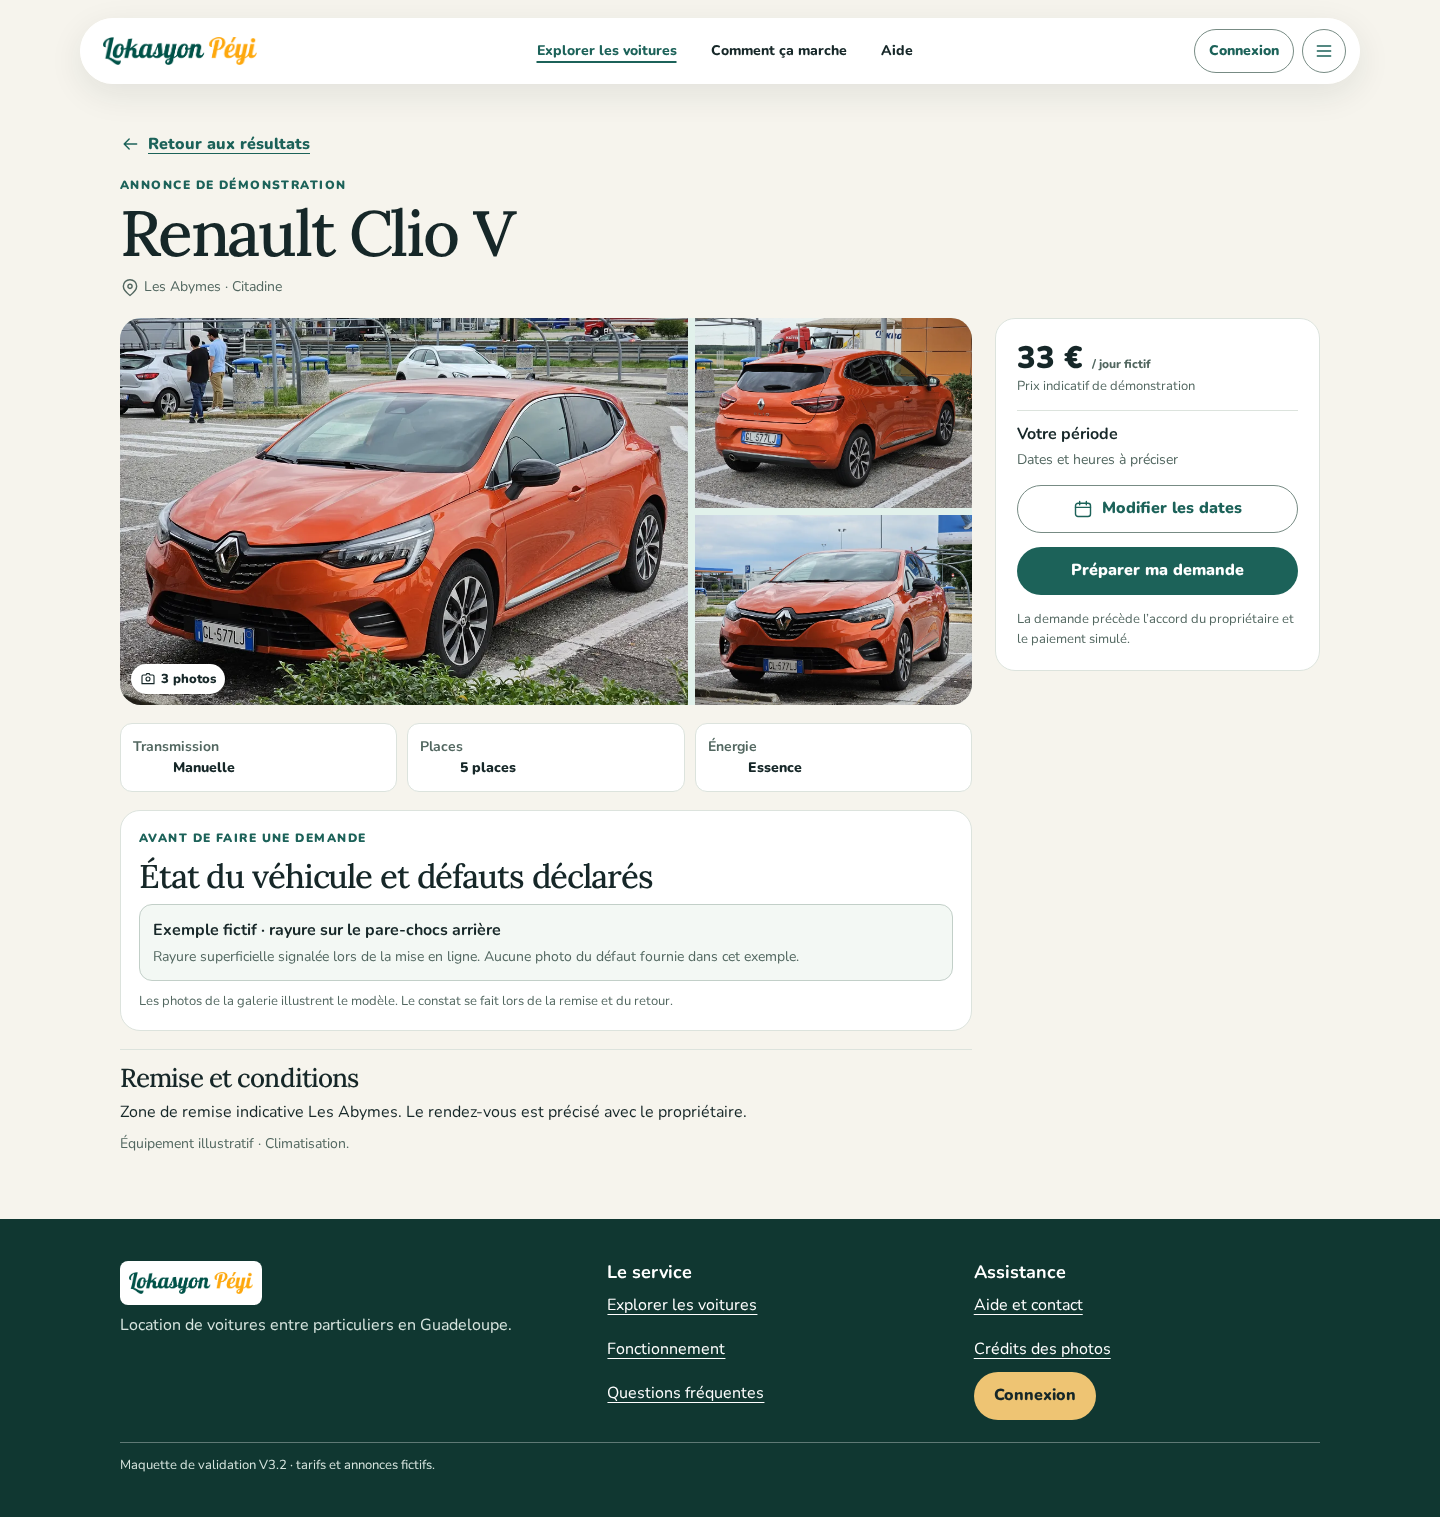 Lokasyon Péyi
Explorer les voitures
Comment ça marche
Aide
Connexion
Retour aux résultats
ANNONCE DE DÉMONSTRATION
Renault Clio V
Les Abymes · Citadine
GL·577LJ
3 photos
GL 577LJ
GL·577LJ
33 € / jour fictif
Prix indicatif de démonstration
Votre période
Dates et heures à préciser
Modifier les dates
Préparer ma demande
La demande précède l’accord du propriétaire et
le paiement simulé.
Transmission
Manuelle
Places
5 places
Énergie
Essence
AVANT DE FAIRE UNE DEMANDE
État du véhicule et défauts déclarés
Exemple fictif · rayure sur le pare-chocs arrière
Rayure superficielle signalée lors de la mise en ligne. Aucune photo du défaut fournie dans cet exemple.
Les photos de la galerie illustrent le modèle. Le constat se fait lors de la remise et du retour.
Remise et conditions
Zone de remise indicative Les Abymes. Le rendez-vous est précisé avec le propriétaire.
Équipement illustratif · Climatisation.
Lokasyon Péyi
Location de voitures entre particuliers en Guadeloupe.
Le service
Explorer les voitures
Fonctionnement
Questions fréquentes
Assistance
Aide et contact
Crédits des photos
Connexion
Maquette de validation V3.2 · tarifs et annonces fictifs.